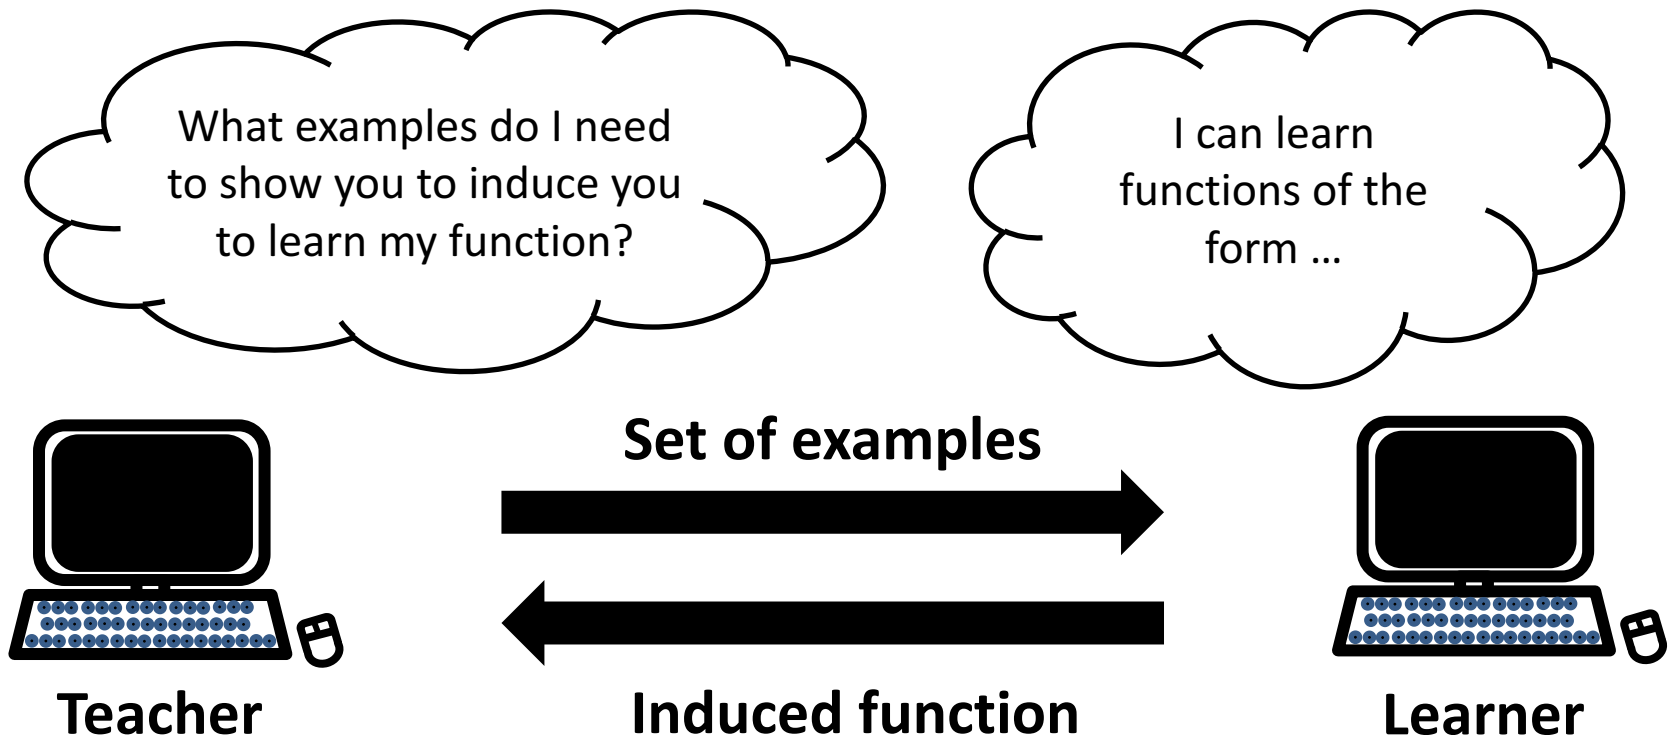 What examples do I need
to show you to induce you
to learn my function?
I can learn
functions of the
form ...
Set of examples
Induced function
Teacher
Learner